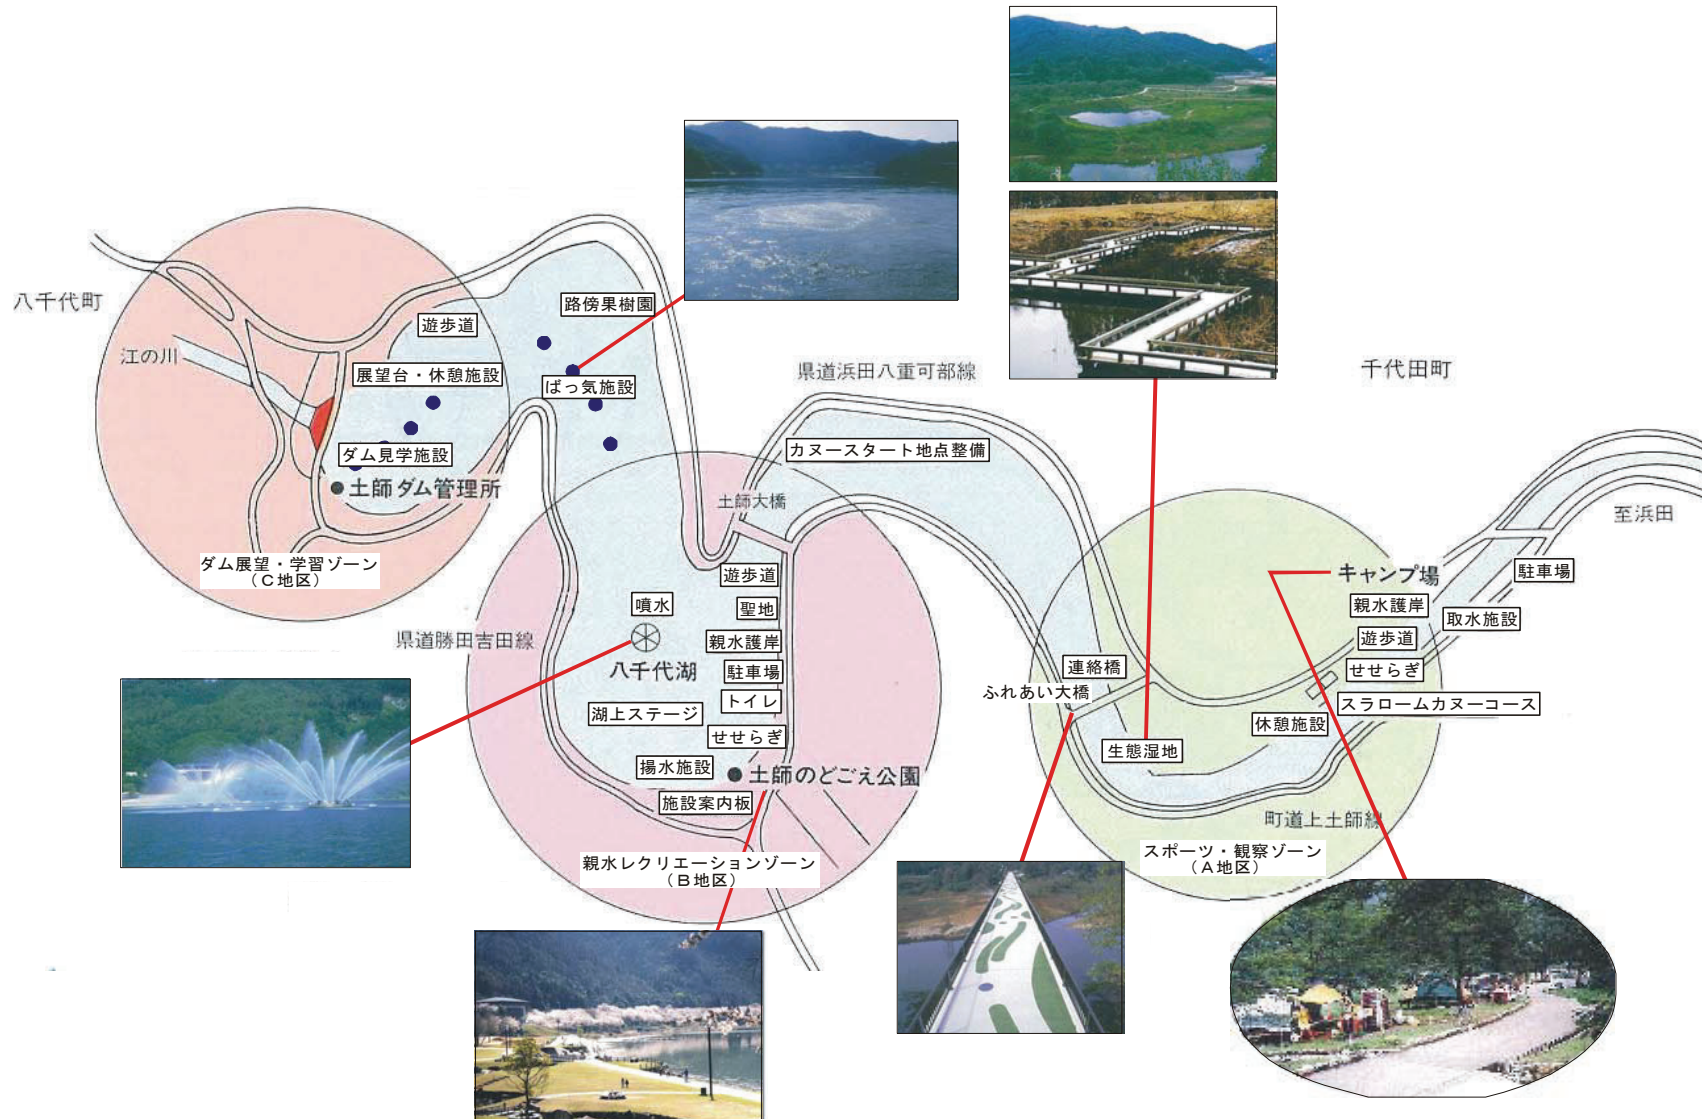 八千代町
江の川
遊歩道
展望台・休憩施設
ダム見学施設
土師ダム管理所
ダム展望・学習ゾーン
（C地区）
路傍果樹園
ばっ気施設
県道浜田八重可部線
カヌースタート地点整備
土師大橋
県道勝田吉田線
噴水
八千代湖
遊歩道
聖地
親水護岸
駐車場
トイレ
湖上ステージ
せせらぎ
揚水施設
土師のどごえ公園
施設案内板
親水レクリエーションゾーン
（B地区）
千代田町
至浜田
キャンプ場
駐車場
親水護岸
取水施設
遊歩道
せせらぎ
連絡橋
ふれあい大橋
スラロームカヌーコース
休憩施設
生態湿地
町道上土師線
スポーツ・観察ゾーン
（A地区）